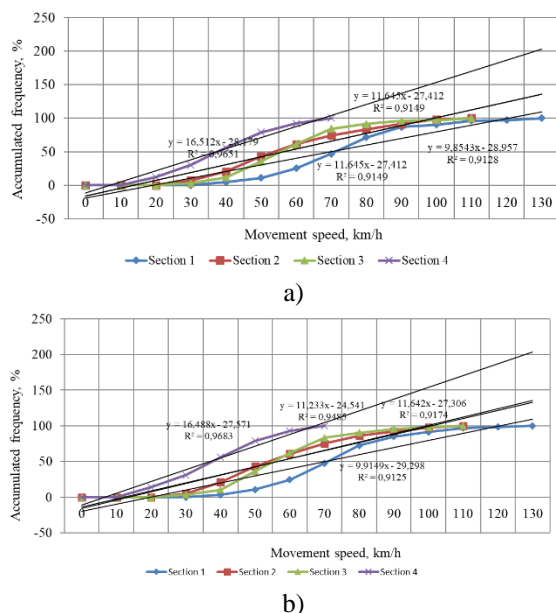 250
200
150
100
50
0
-50
Accumulated frequency, %
y = 11,645x - 27,412
R² = 0,9149
y = 16,512x - 28,179
R² = 0,9651
y = 9,8543x - 28,957
R² = 0,9128
y = 11,645x - 27,412
R² = 0,9149
0 10 20 30 40 50 60 70 80 90 100 110 120 130
Movement speed, km/h
Section 1 Section 2 Section 3 Section 4
a)
250
200
150
100
50
0
-50
Accumulated frequency, %
y = 11,233x - 24,541
R² = 0,9485
y = 11,642x - 27,306
R² = 0,9174
y = 16,488x - 27,571
R² = 0,9683
y = 9,9149x - 29,298
R² = 0,9125
0 10 20 30 40 50 60 70 80 90 100 110 120 130
Movement speed, km/h
Section 1 Section 2 Section 3 Section 4
b)